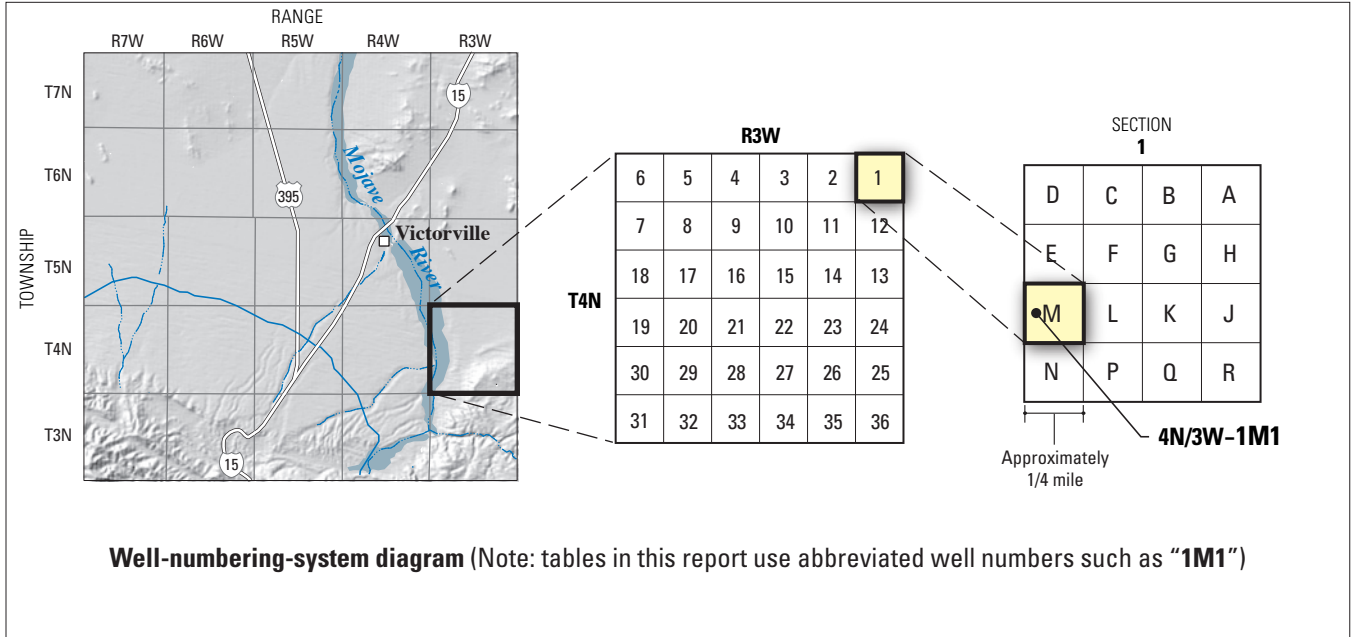 RANGE
R7W R6W R5W R4W R3W
TOWNSHIP
T7N
T6N
T5N
T4N
T3N
15
395
Mojave
River
Victorville
15
R3W
T4N
6 5 4 3 2 1
7 8 9 10 11 12
18 17 16 15 14 13
19 20 21 22 23 24
30 29 28 27 26 25
31 32 33 34 35 36
SECTION
1
D C B A
E F G H
M L K J
N P Q R
4N/3W–1M1
Approximately
1/4 mile
Well-numbering-system diagram (Note: tables in this report use abbreviated well numbers such as “1M1”)